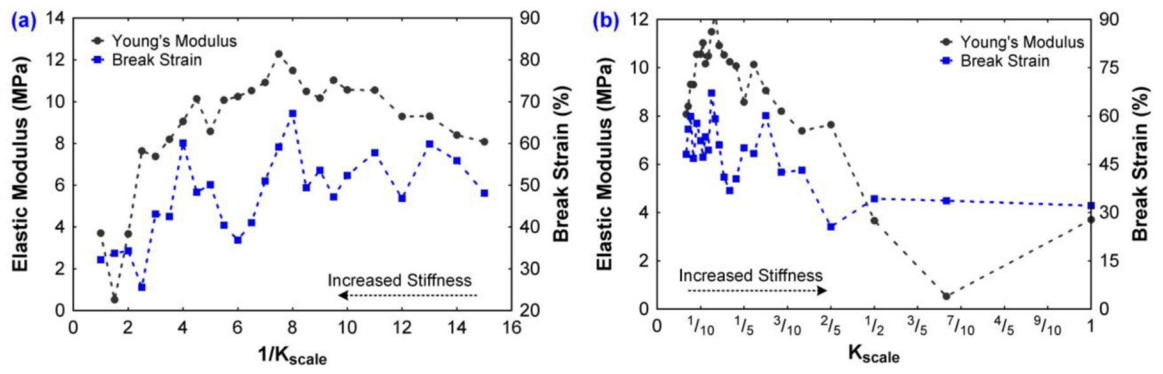 (a)
Elastic Modulus (MPa)
14
12
10
8
6
4
2
0
Young's Modulus
Break Strain
Increased Stiffness
90
80
70
60
50
40
30
20
Break Strain (%)
0 2 4 6 8 10 12 14 16
1/Kscale
(b)
Elastic Modulus (MPa)
12
10
8
6
4
2
0
Young's Modulus
Break Strain
Increased Stiffness
90
75
60
45
30
15
0
Break Strain (%)
0 1/10 1/5 3/10 2/5 1/2 3/5 7/10 4/5 9/10 1
Kscale